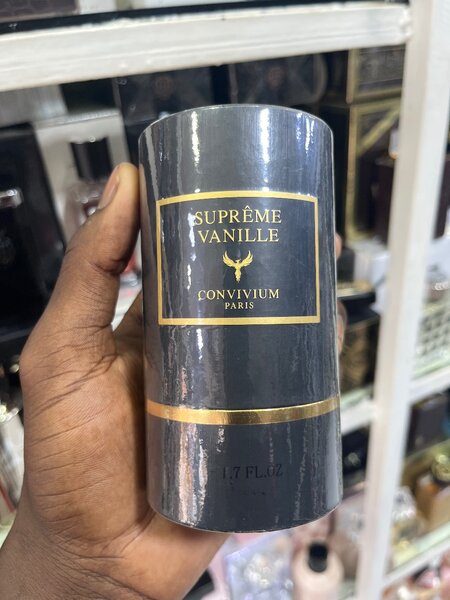 SUPRÊME
VANILLE
CONVIVIUM
PARIS
1.7 FL.OZ